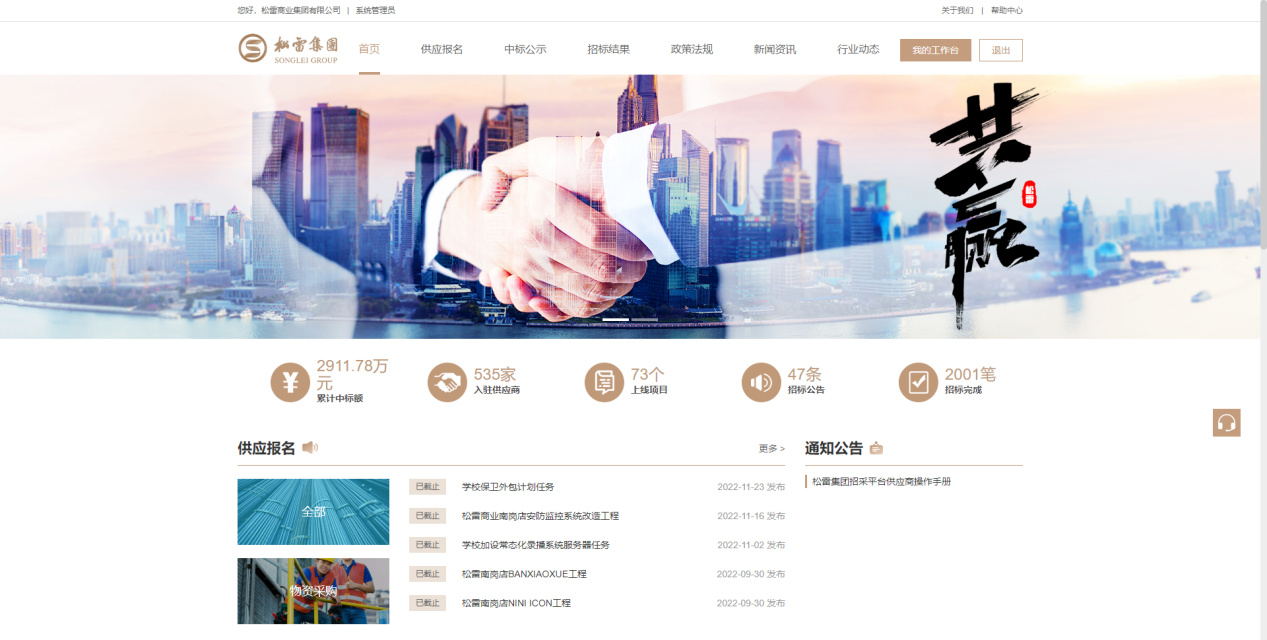 您好，松雷商业集团有限公司 | 系统管理员
关于我们 | 帮助中心
松雷集团
SONGLEI GROUP
首页
供应报名
中标公示
招标结果
政策法规
新闻资讯
行业动态
我的工作台
退出
共赢
松雷
2911.78万
元
累计中标额
535家
入驻供应商
73个
上线项目
47条
招标公告
2001笔
招标完成
供应报名
更多 >
全部
物资采购
已截止 学校保卫外包计划任务 2022-11-23 发布
已截止 松雷商业南岗店安防监控系统改造工程 2022-11-16 发布
已截止 学校加设常态化录播系统服务器任务 2022-11-02 发布
已截止 松雷南岗店BANXIAOXUE工程 2022-09-30 发布
已截止 松雷南岗店NINI ICON工程 2022-09-30 发布
通知公告
松雷集团招采平台供应商操作手册